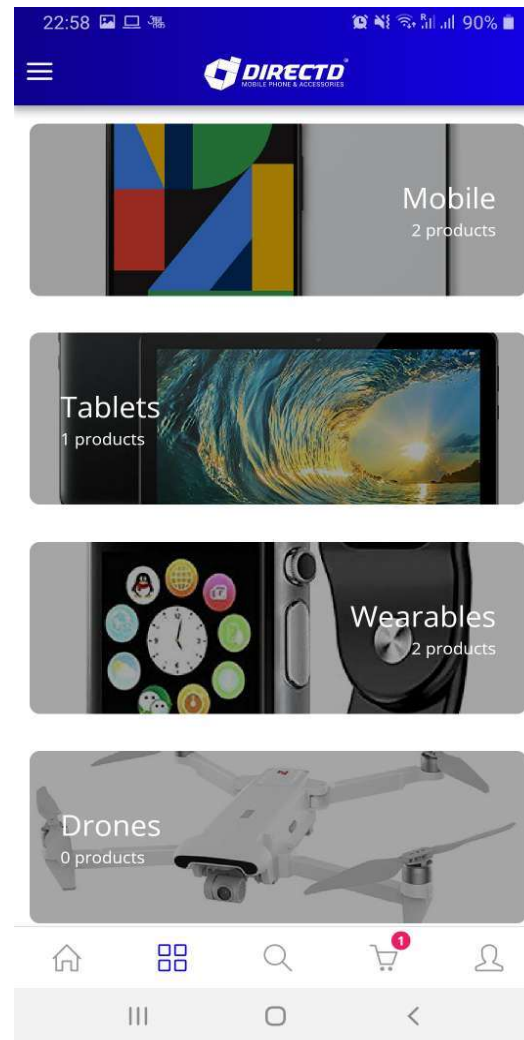 22:58
90%
DIRECTD
MOBILE PHONE & ACCESSORIES
Mobile
2 products
Tablets
1 products
Wearables
2 products
Drones
0 products
1